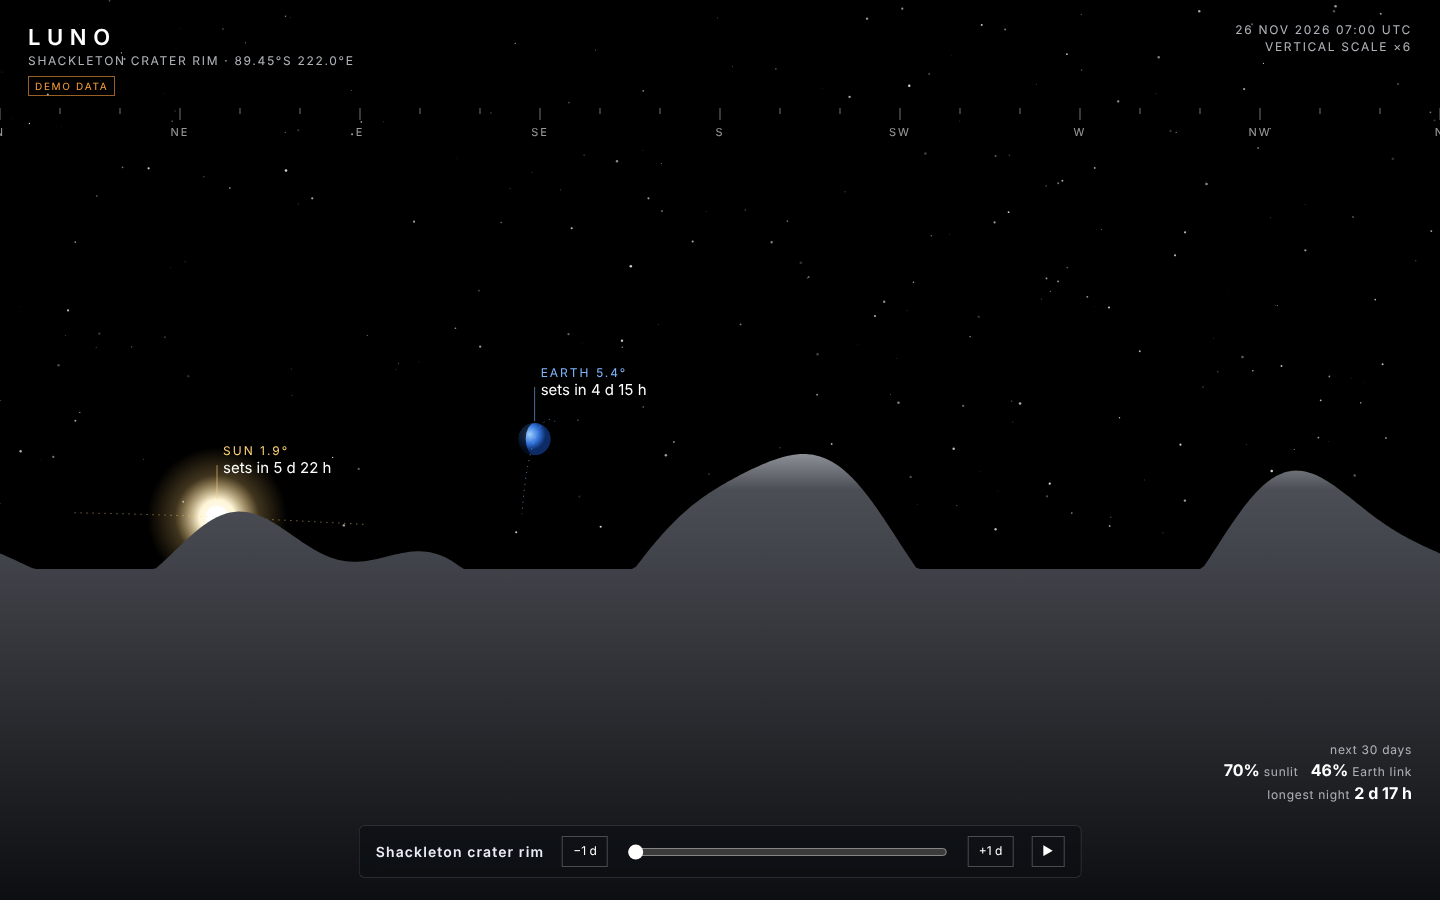 LUNO
SHACKLETON CRATER RIM · 89.45°S 222.0°E
DEMO DATA
26 NOV 2026 07:00 UTC
VERTICAL SCALE ×6
N NE E SE S SW W NW N
EARTH 5.4°
sets in 4 d 15 h
SUN 1.9°
sets in 5 d 22 h
next 30 days
70% sunlit 46% Earth link
longest night 2 d 17 h
Shackleton crater rim −1 d +1 d